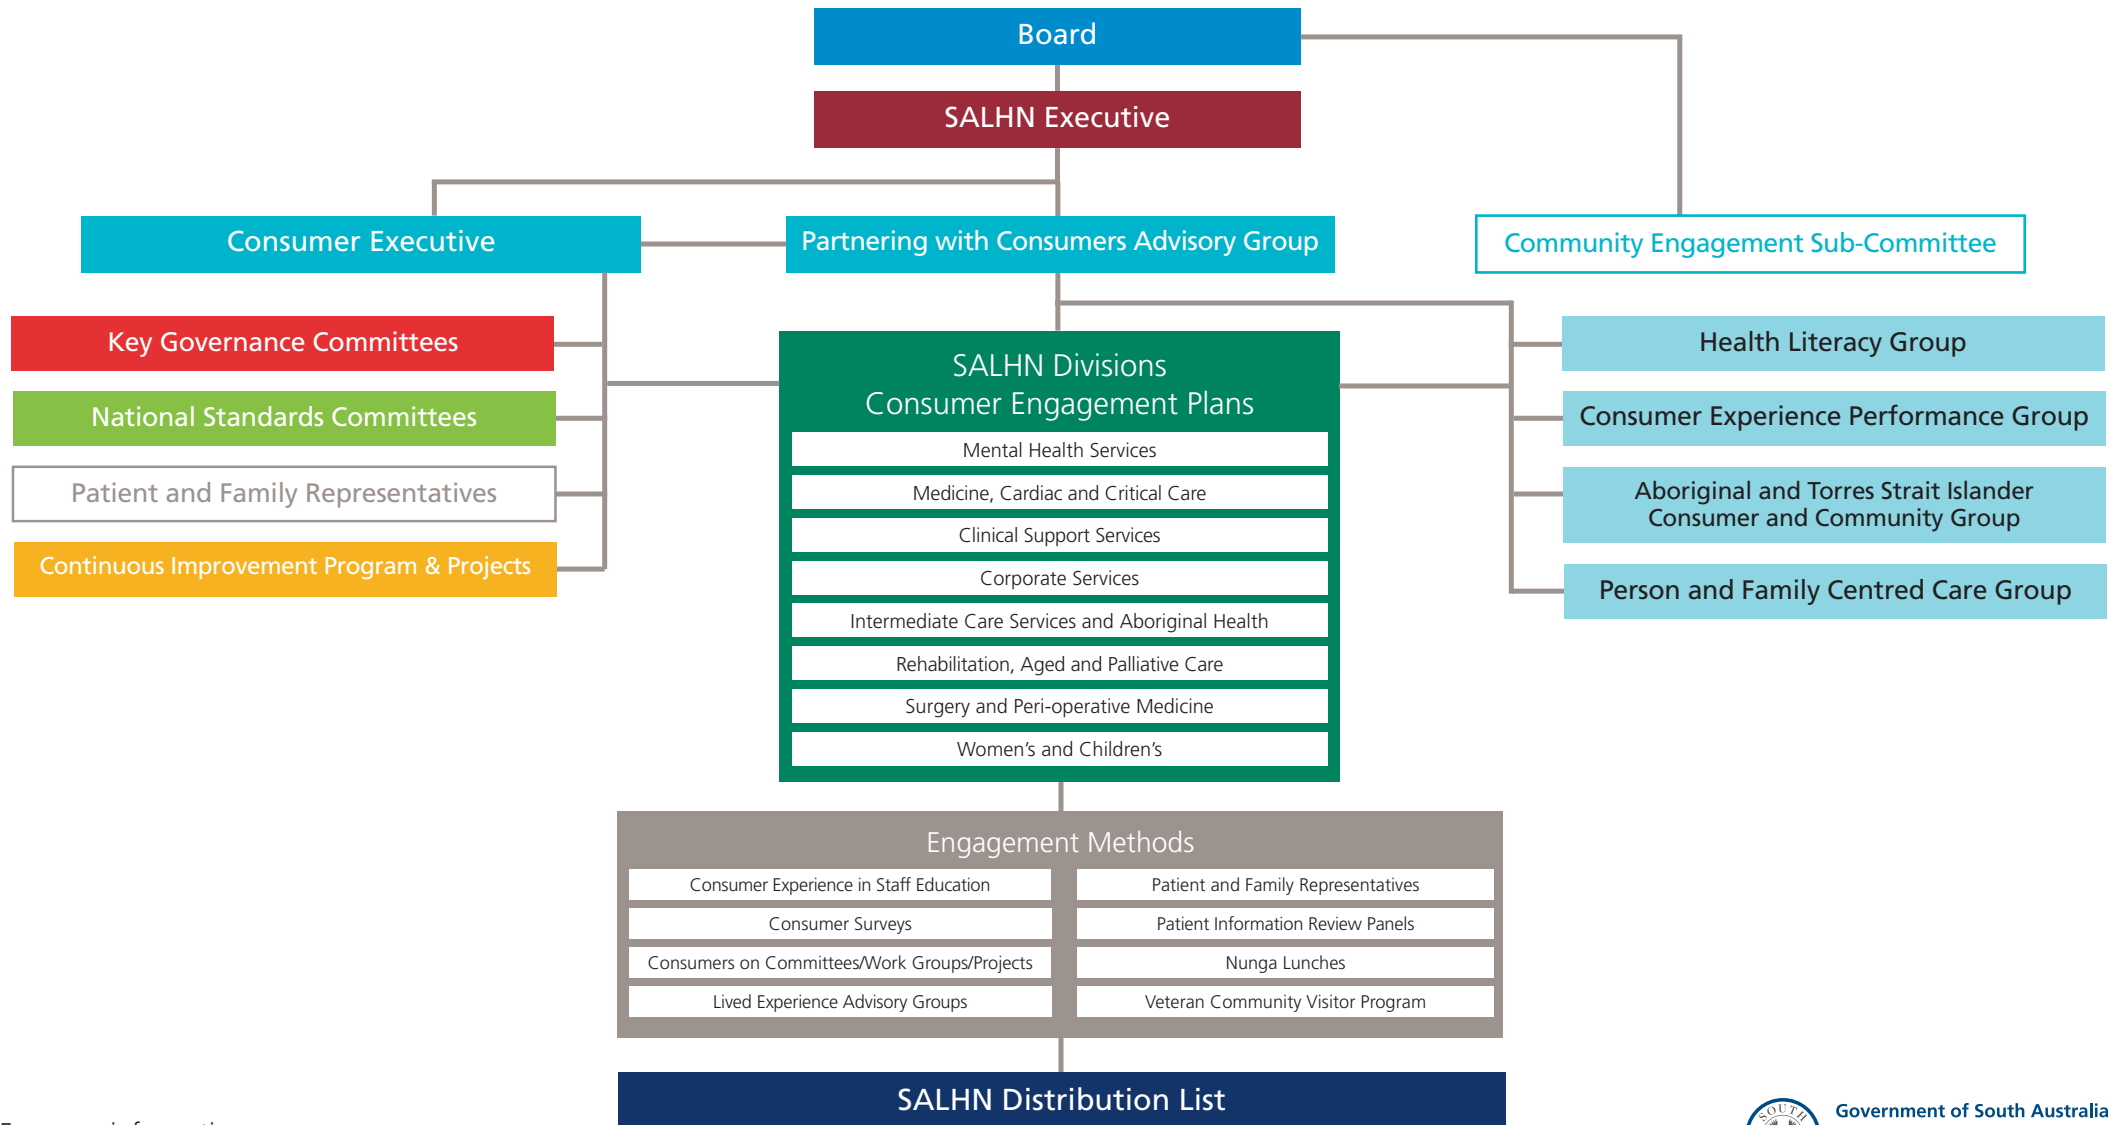 Board
SALHN Executive
Consumer Executive
Partnering with Consumers Advisory Group
Community Engagement Sub-Committee
Key Governance Committees
National Standards Committees
Patient and Family Representatives
Continuous Improvement Program & Projects
SALHN Divisions
Consumer Engagement Plans
Mental Health Services
Medicine, Cardiac and Critical Care
Clinical Support Services
Corporate Services
Intermediate Care Services and Aboriginal Health
Rehabilitation, Aged and Palliative Care
Surgery and Peri-operative Medicine
Women’s and Children’s
Health Literacy Group
Consumer Experience Performance Group
Aboriginal and Torres Strait Islander
Consumer and Community Group
Person and Family Centred Care Group
Engagement Methods
Consumer Experience in Staff Education
Consumer Surveys
Consumers on Committees/Work Groups/Projects
Lived Experience Advisory Groups
Patient and Family Representatives
Patient Information Review Panels
Nunga Lunches
Veteran Community Visitor Program
SALHN Distribution List
SOUTH
Government of South Australia